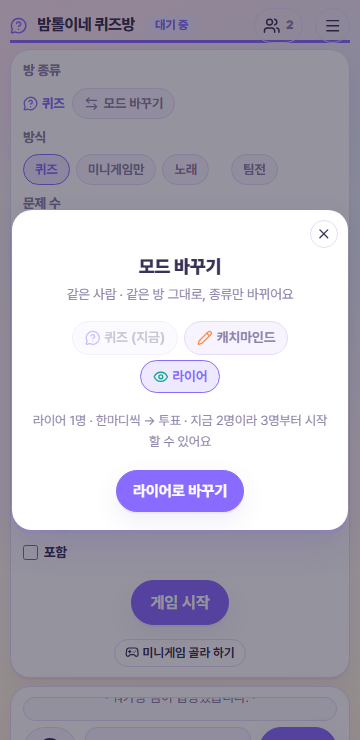 밤톨이네 퀴즈방 대기 중 2
방 종류
퀴즈 모드 바꾸기
방식
퀴즈 미니게임만 노래 팀전
문제 수
모드 바꾸기
같은 사람 · 같은 방 그대로, 종류만 바뀌어요
퀴즈 (지금) 캐치마인드
라이어
라이어 1명 · 한마디씩 → 투표 · 지금 2명이라 3명부터 시작
할 수 있어요
라이어로 바꾸기
포함
게임 시작
미니게임 골라 하기